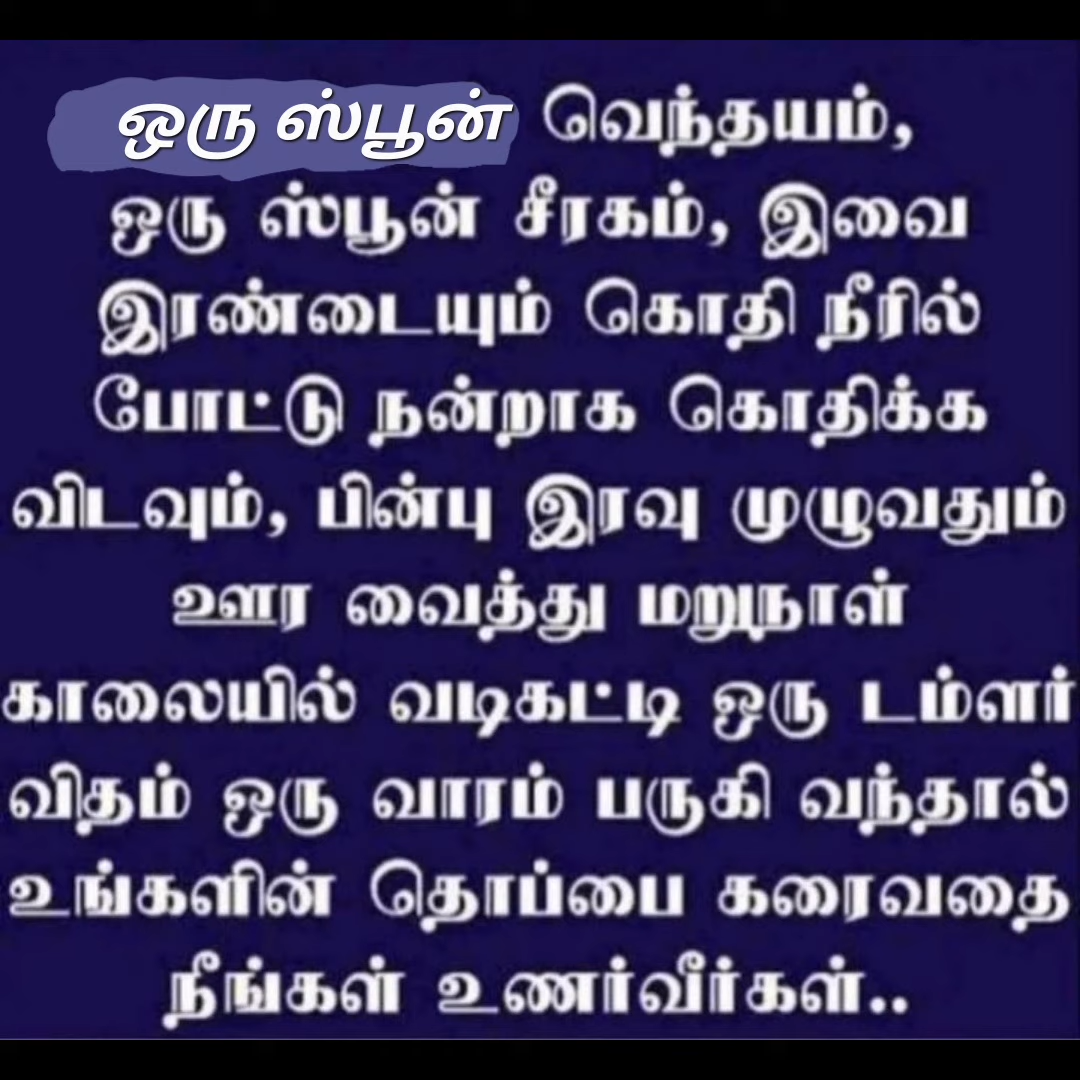 ஒரு ஸ்பூன் வெந்தயம்,
ஒரு ஸ்பூன் சீரகம், இவை
இரண்டையும் கொதி நீரில்
போட்டு நன்றாக கொதிக்க
விடவும், பின்பு இரவு முழுவதும்
ஊர வைத்து மறுநாள்
காலையில் வடிகட்டி ஒரு டம்ளர்
விதம் ஒரு வாரம் பருகி வந்தால்
உங்களின் தொப்பை கரைவதை
நீங்கள் உணர்வீர்கள்..